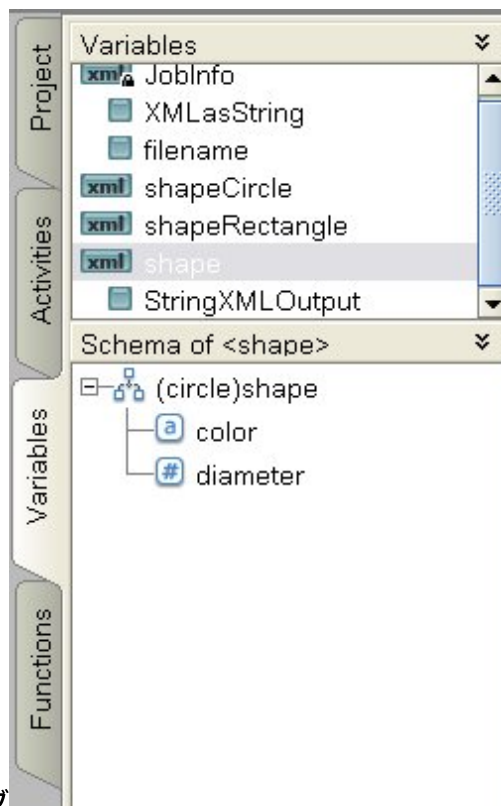 Project
Activities
Variables
Functions
Variables
xml JobInfo
XMLasString
filename
xml shapeCircle
xml shapeRectangle
xml shape
StringXMLOutput
Schema of <shape>
(circle)shape
a color
# diameter